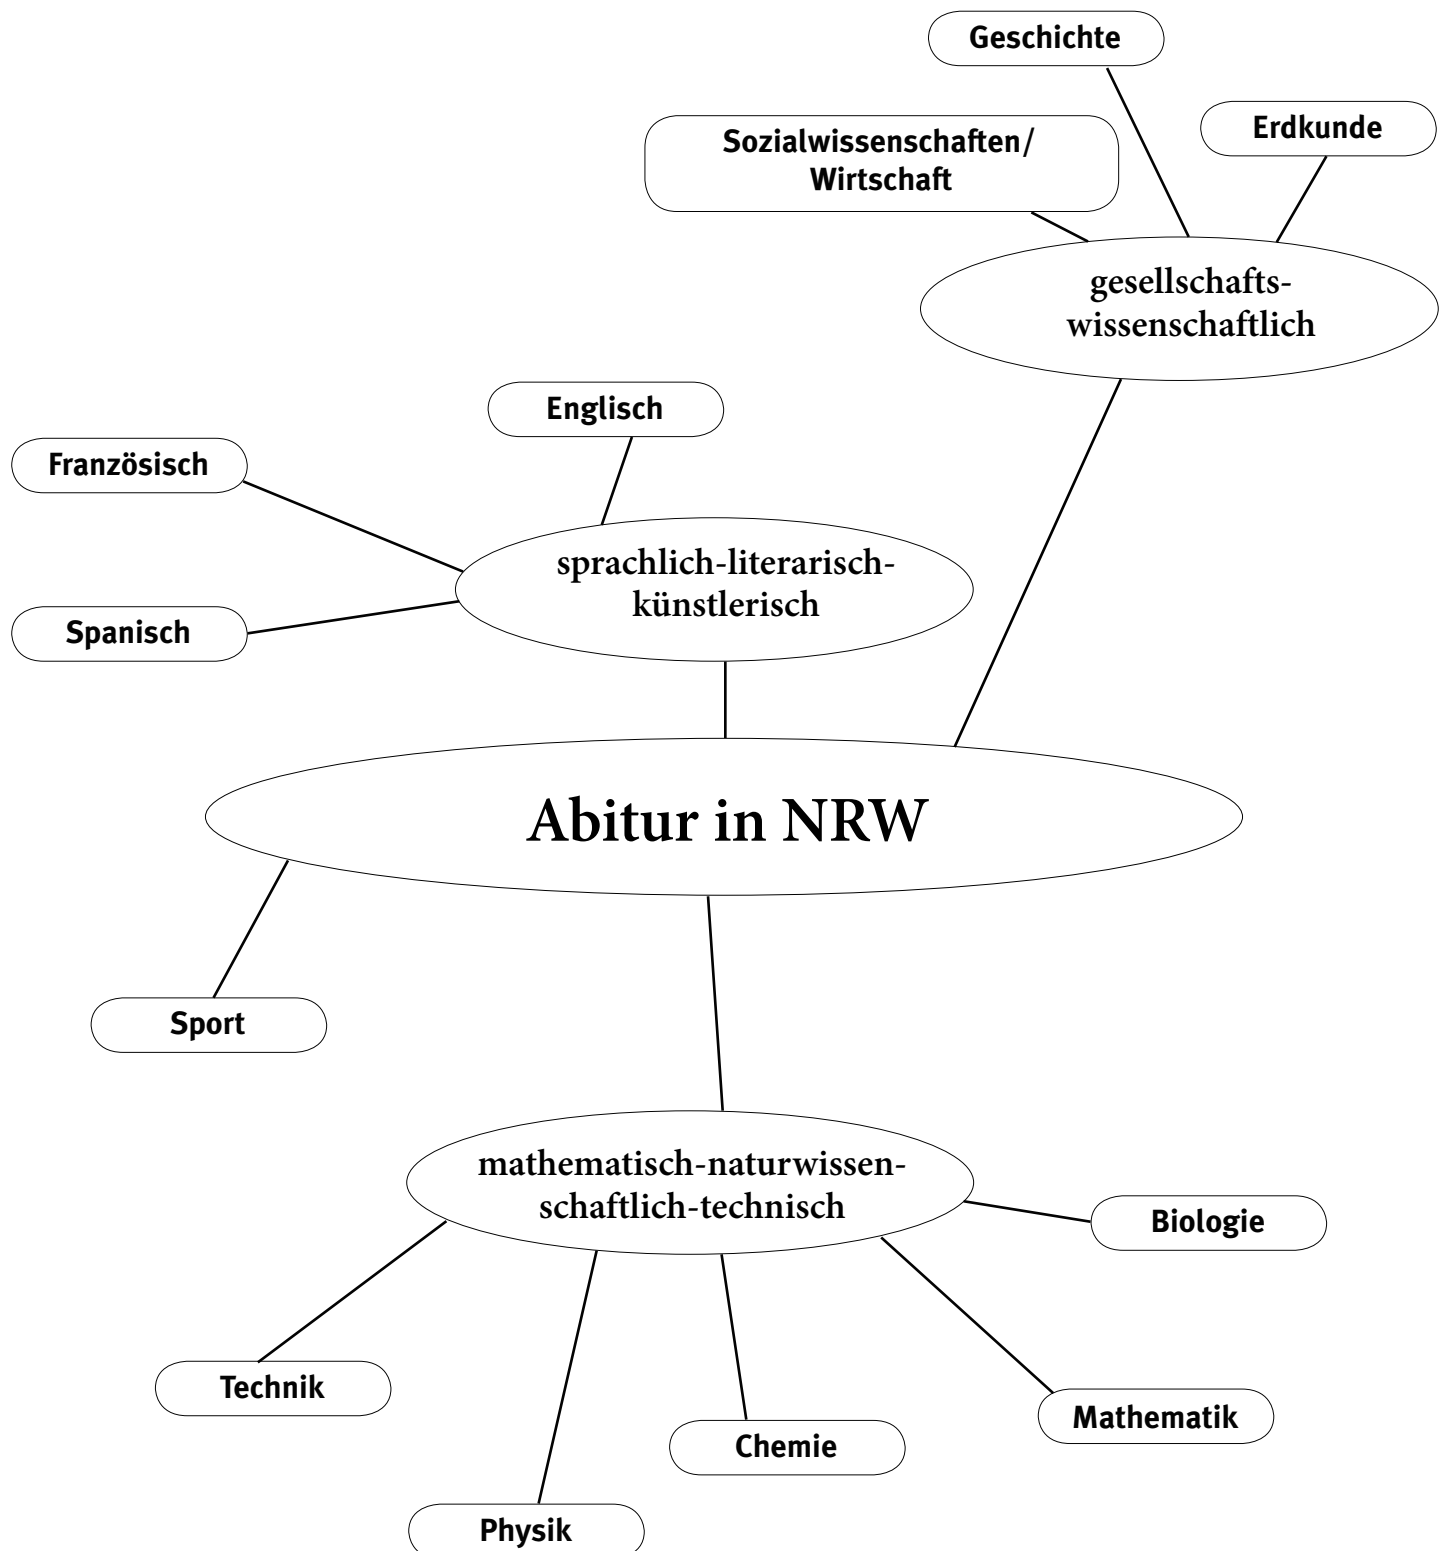 Geschichte
Erdkunde
Sozialwissenschaften/
Wirtschaft
gesellschafts-
wissenschaftlich
Englisch
Französisch
sprachlich-literarisch-
künstlerisch
Spanisch
Abitur in NRW
Sport
mathematisch-naturwissen-
schaftlich-technisch
Biologie
Technik
Mathematik
Chemie
Physik